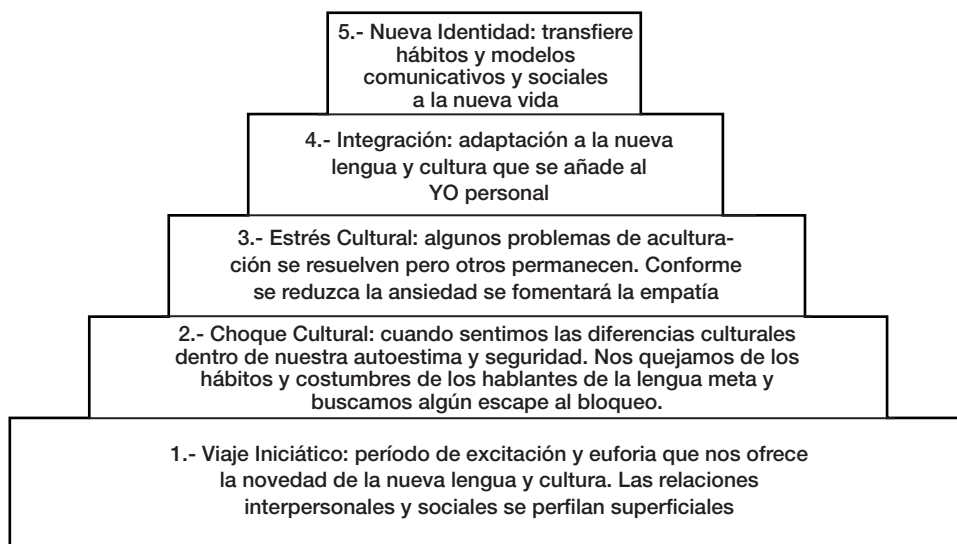 5.- Nueva Identidad: transfiere
hábitos y modelos
comunicativos y sociales
a la nueva vida
4.- Integración: adaptación a la nueva
lengua y cultura que se añade al
YO personal
3.- Estrés Cultural: algunos problemas de acultura-
ción se resuelven pero otros permanecen. Conforme
se reduzca la ansiedad se fomentará la empatía
2.- Choque Cultural: cuando sentimos las diferencias culturales
dentro de nuestra autoestima y seguridad. Nos quejamos de los
hábitos y costumbres de los hablantes de la lengua meta y
buscamos algún escape al bloqueo.
1.- Viaje Iniciático: período de excitación y euforia que nos ofrece
la novedad de la nueva lengua y cultura. Las relaciones
interpersonales y sociales se perfilan superficiales